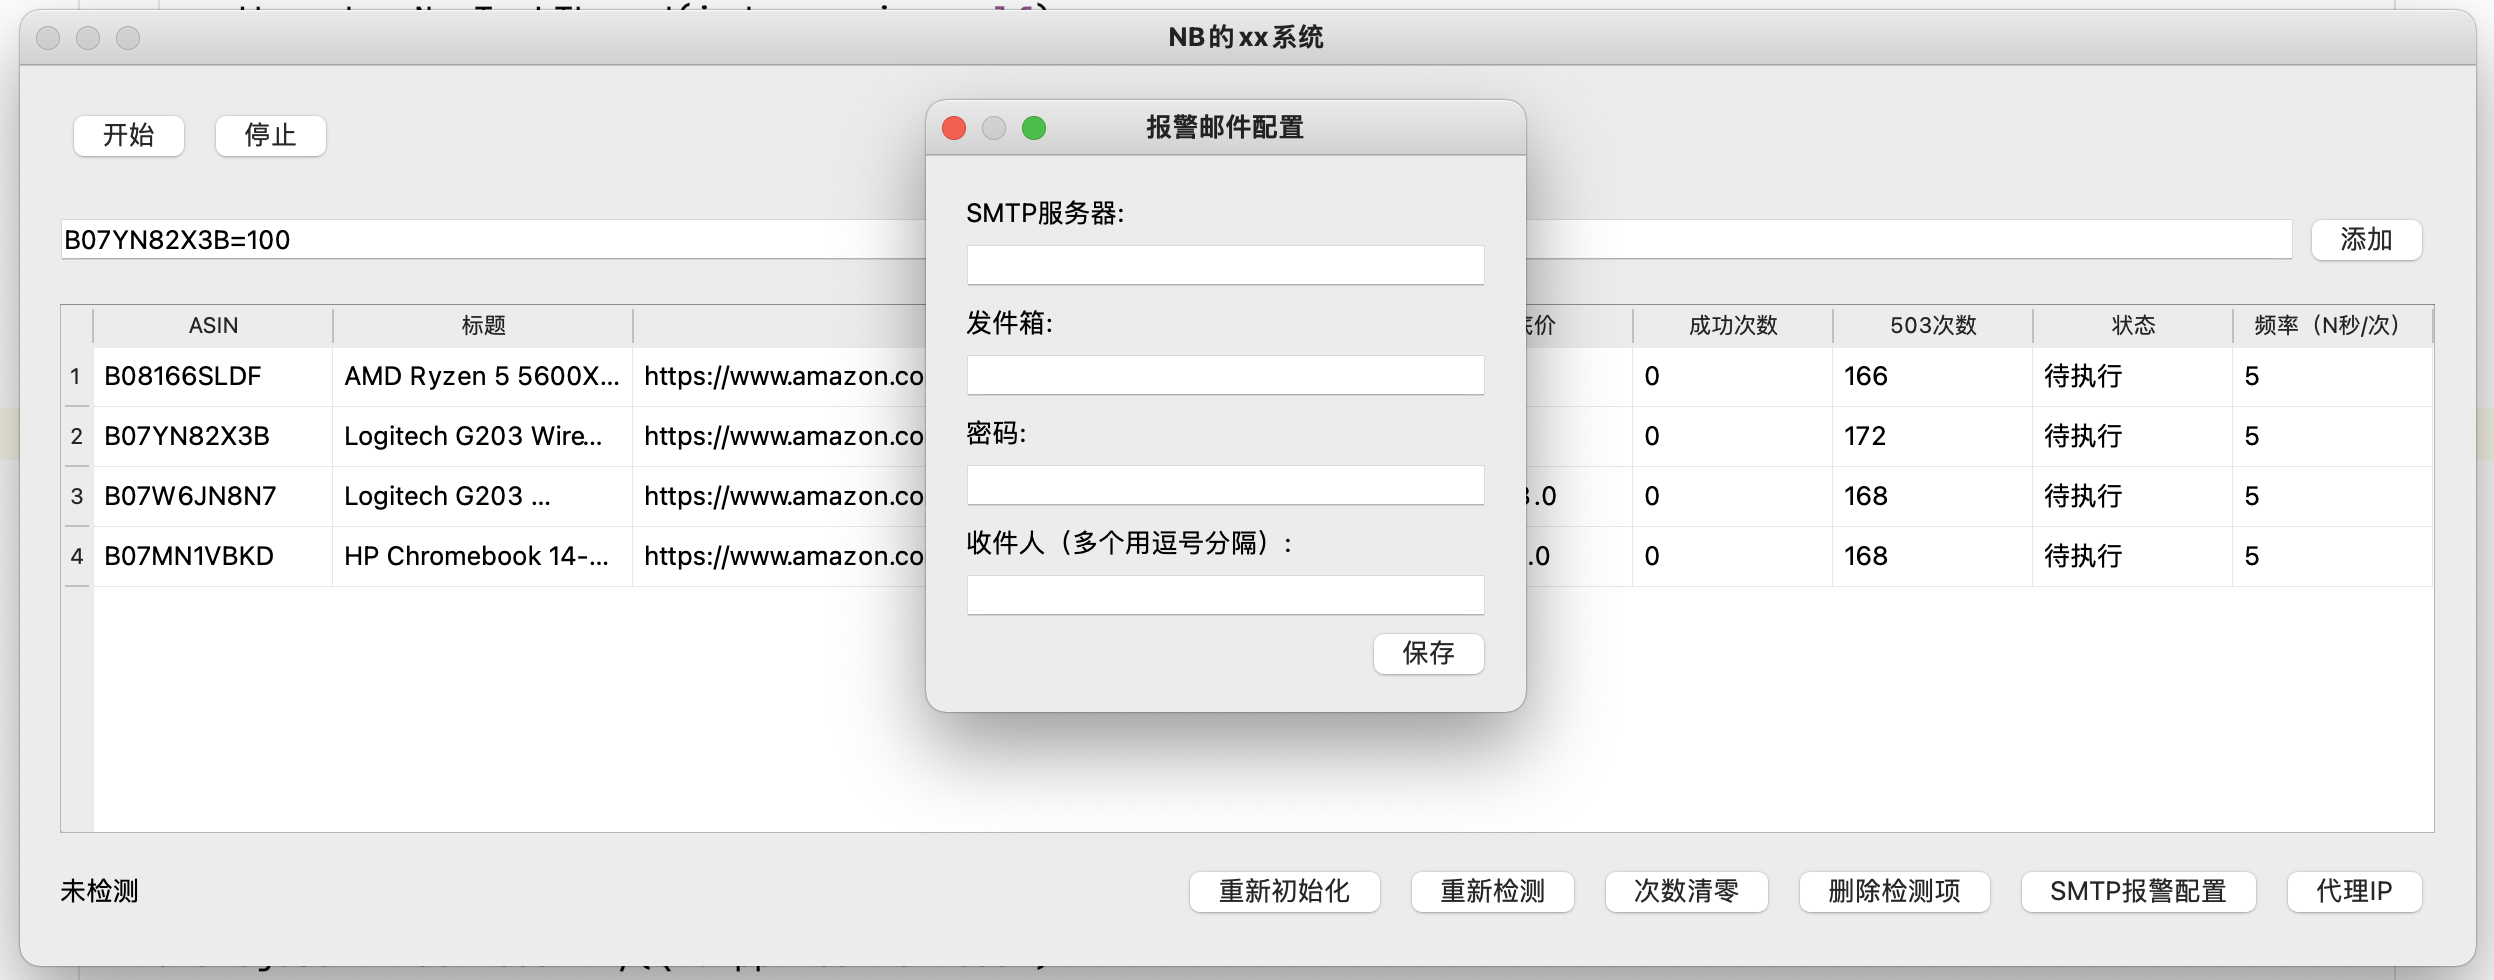 NB的xx系统
开始 停止
报警邮件配置
SMTP服务器:
B07YN82X3B=100 添加
发件箱:
ASIN 标题 底价 成功次数 503次数 状态 频率（N秒/次）
1 B08166SLDF AMD Ryzen 5 5600X... https://www.amazon.co 0 166 待执行 5
密码:
2 B07YN82X3B Logitech G203 Wire... https://www.amazon.co 0 172 待执行 5
3 B07W6JN8N7 Logitech G203 ... https://www.amazon.co .0 0 168 待执行 5
收件人（多个用逗号分隔）:
4 B07MN1VBKD HP Chromebook 14-... https://www.amazon.co .0 0 168 待执行 5
保存
未检测 重新初始化 重新检测 次数清零 删除检测项 SMTP报警配置 代理IP